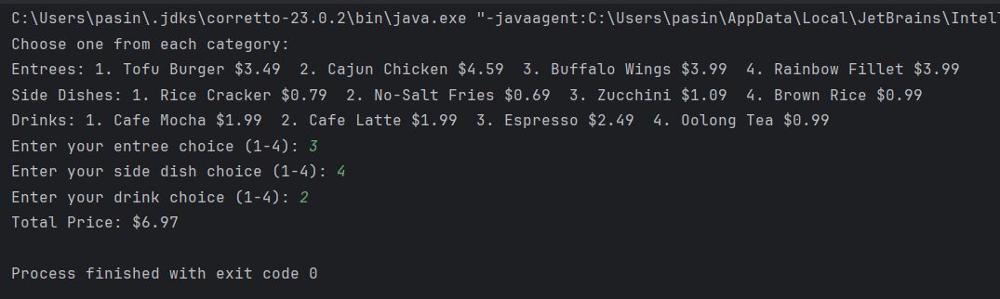 C:\Users\pasin\.jdks\corretto-23.0.2\bin\java.exe "-javaagent:C:\Users\pasin\AppData\Local\JetBrains\Intel
Choose one from each category:
Entrees: 1. Tofu Burger $3.49  2. Cajun Chicken $4.59  3. Buffalo Wings $3.99  4. Rainbow Fillet $3.99
Side Dishes: 1. Rice Cracker $0.79  2. No-Salt Fries $0.69  3. Zucchini $1.09  4. Brown Rice $0.99
Drinks: 1. Cafe Mocha $1.99  2. Cafe Latte $1.99  3. Espresso $2.49  4. Oolong Tea $0.99
Enter your entree choice (1-4): 3
Enter your side dish choice (1-4): 4
Enter your drink choice (1-4): 2
Total Price: $6.97
Process finished with exit code 0